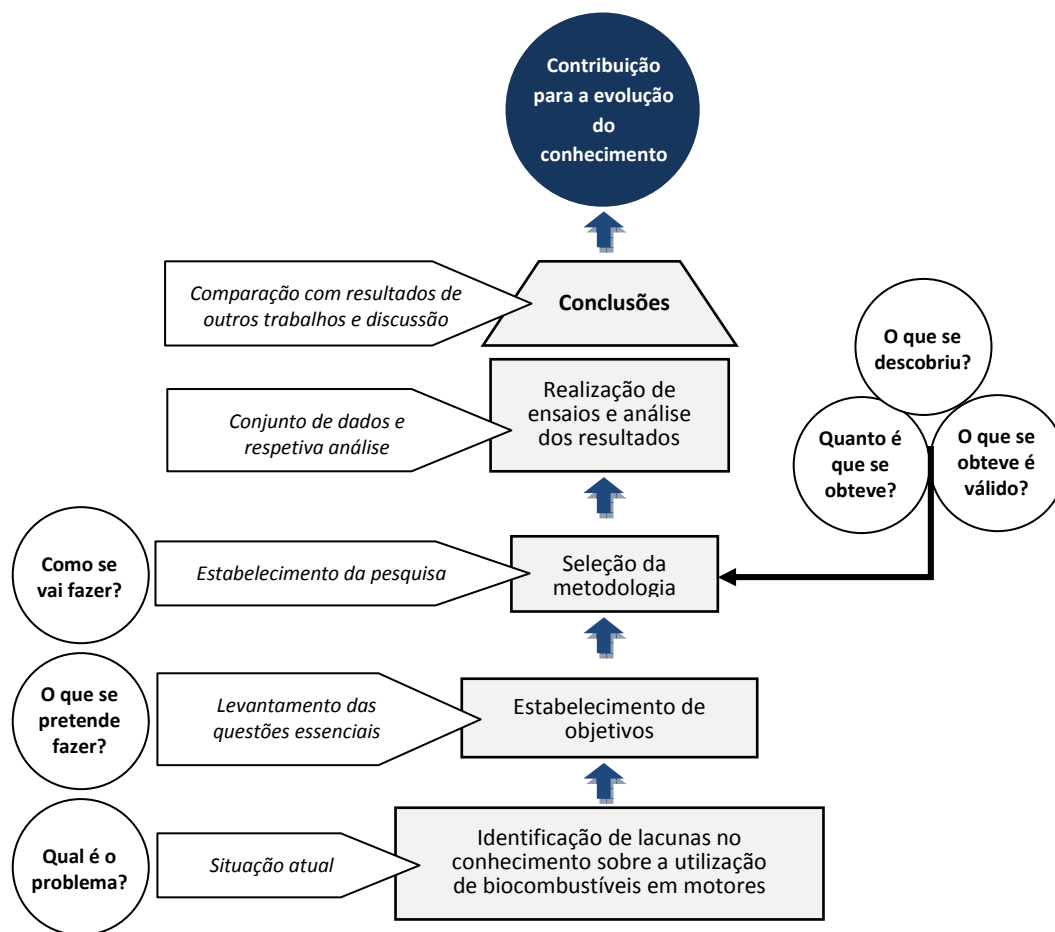 Contribuição
para a evolução
do
conhecimento
Comparação com resultados de
outros trabalhos e discussão
Conclusões
O que se
descobriu?
Conjunto de dados e
respetiva análise
Realização de
ensaios e análise
dos resultados
Quanto é
que se
obteve?
O que se
obteve é
válido?
Como se
vai fazer?
Estabelecimento da pesquisa
Seleção da
metodologia
O que se
pretende
fazer?
Levantamento das
questões essenciais
Estabelecimento de
objetivos
Qual é o
problema?
Situação atual
Identificação de lacunas no
conhecimento sobre a utilização
de biocombustíveis em motores